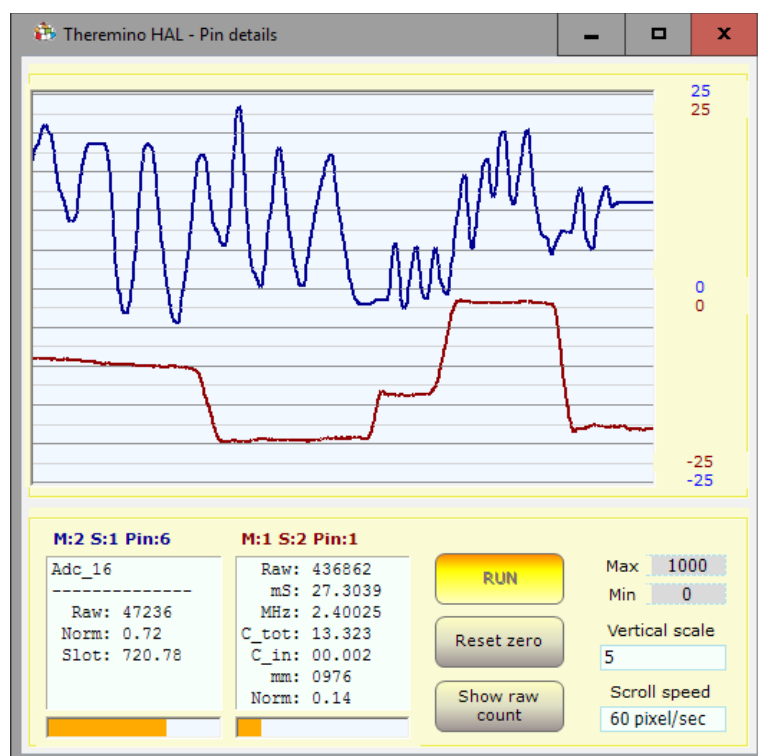 Theremino HAL - Pin details
25
25
0
0
-25
-25
M:2 S:1 Pin:6
Adc_16
--------------
Raw: 47236
Norm: 0.72
Slot: 720.78
M:1 S:2 Pin:1
Raw: 436862
mS: 27.3039
MHz: 2.40025
C_tot: 13.323
C_in: 00.002
mm: 0976
Norm: 0.14
RUN
Reset zero
Show raw
count
Max 1000
Min 0
Vertical scale
5
Scroll speed
60 pixel/sec